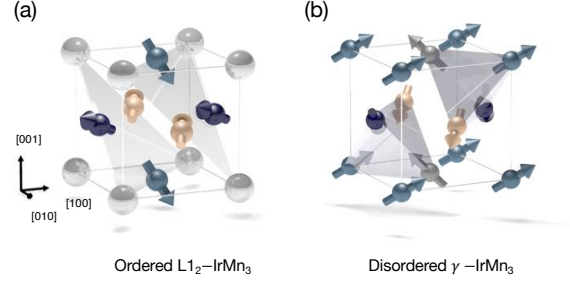 (a)
(b)
[001]
[100]
[010]
Ordered L1₂–IrMn₃
Disordered γ –IrMn₃